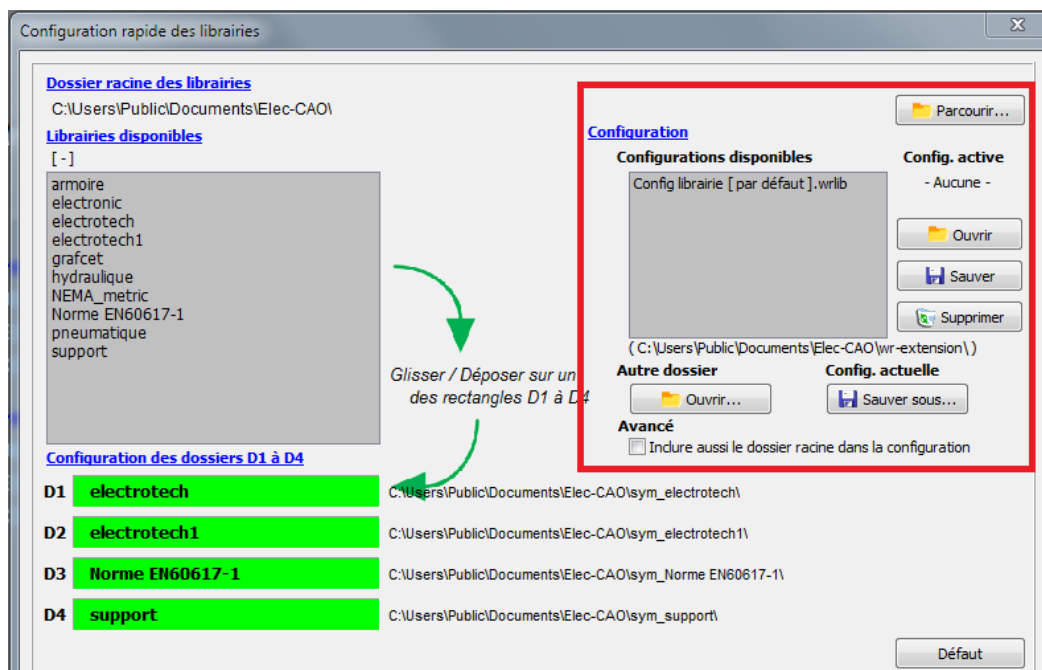 Configuration rapide des librairies
Dossier racine des librairies
C:\Users\Public\Documents\Elec-CAO\
Parcourir...
Librairies disponibles
[ - ]
armoire
electronic
electrotech
electrotech1
grafcet
hydraulique
NEMA_metric
Norme EN60617-1
pneumatique
support
Glisser / Déposer sur un
des rectangles D1 à D4
Configuration
Configurations disponibles
Config. active
Config librairie [ par défaut ].wrlib
- Aucune -
Ouvrir
Sauver
Supprimer
( C:\Users\Public\Documents\Elec-CAO\wr-extension\ )
Autre dossier
Config. actuelle
Ouvrir...
Sauver sous...
Avancé
Inclure aussi le dossier racine dans la configuration
Configuration des dossiers D1 à D4
D1 electrotech C:\Users\Public\Documents\Elec-CAO\sym_electrotech\
D2 electrotech1 C:\Users\Public\Documents\Elec-CAO\sym_electrotech1\
D3 Norme EN60617-1 C:\Users\Public\Documents\Elec-CAO\sym_Norme EN60617-1\
D4 support C:\Users\Public\Documents\Elec-CAO\sym_support\
Défaut